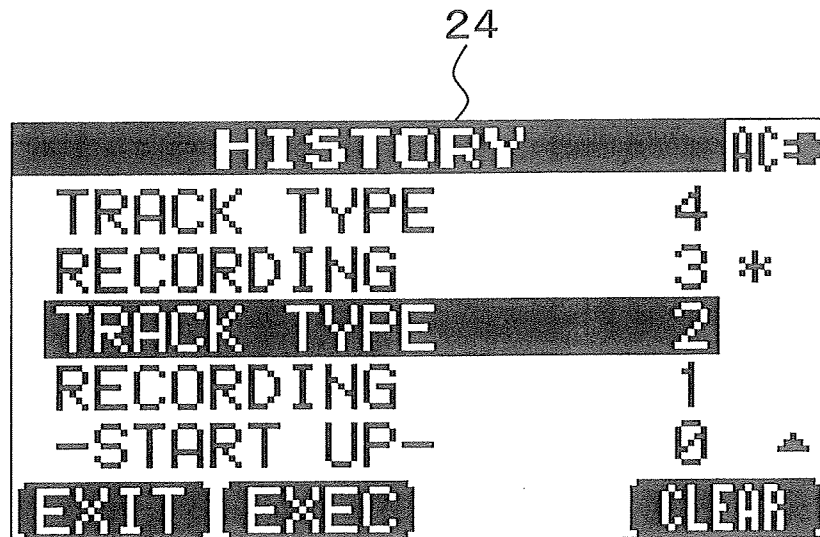 24
HISTORY AC
TRACK TYPE 4
RECORDING 3 *
TRACK TYPE 2
RECORDING 1
-START UP- 0
EXIT EXEC CLEAR